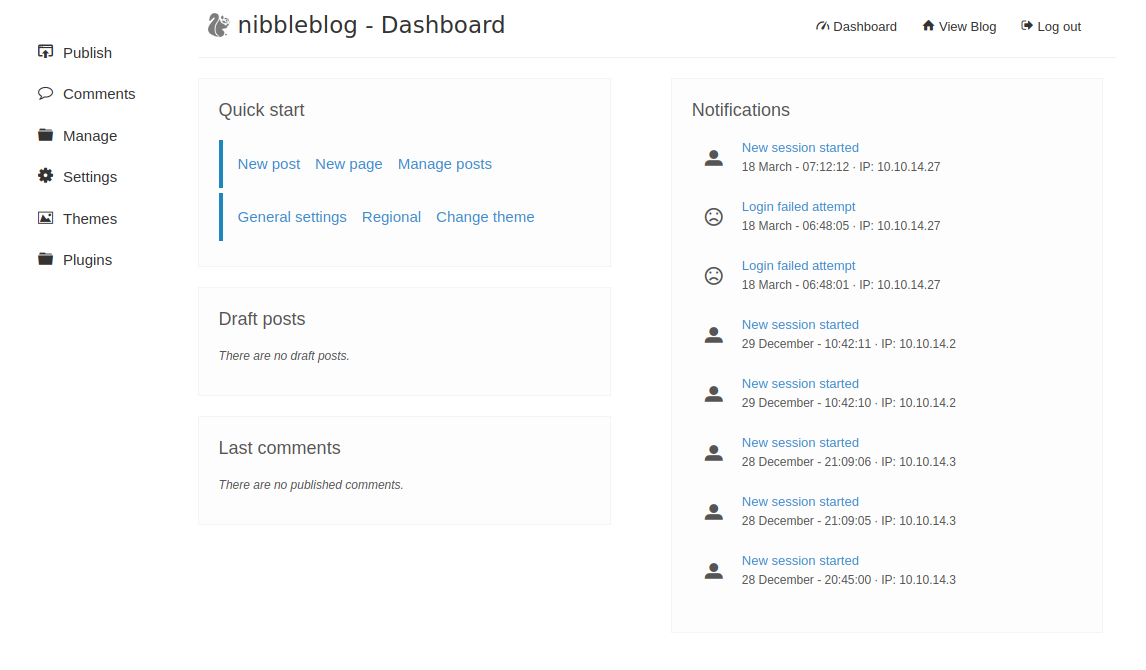 nibbleblog - Dashboard
Dashboard View Blog Log out
Publish
Comments
Manage
Settings
Themes
Plugins
Quick start
New post New page Manage posts
General settings Regional Change theme
Draft posts
There are no draft posts.
Last comments
There are no published comments.
Notifications
New session started
18 March - 07:12:12 · IP: 10.10.14.27
Login failed attempt
18 March - 06:48:05 · IP: 10.10.14.27
Login failed attempt
18 March - 06:48:01 · IP: 10.10.14.27
New session started
29 December - 10:42:11 · IP: 10.10.14.2
New session started
29 December - 10:42:10 · IP: 10.10.14.2
New session started
28 December - 21:09:06 · IP: 10.10.14.3
New session started
28 December - 21:09:05 · IP: 10.10.14.3
New session started
28 December - 20:45:00 · IP: 10.10.14.3